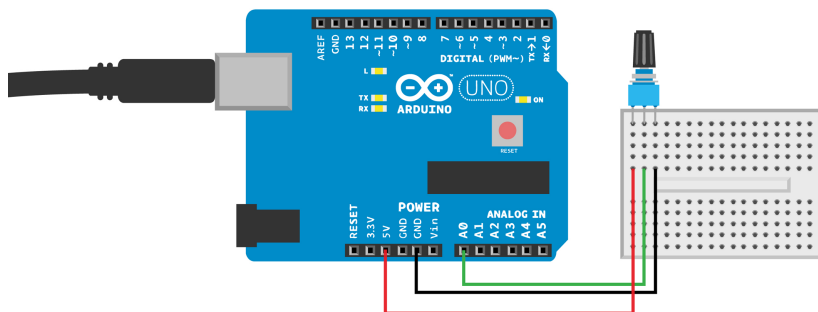 AREF
GND
13
12
~11
~10
~9
8
7
~6
~5
4
~3
2
TX→1
RX←0
DIGITAL (PWM~)
L
TX
RX
ARDUINO
™
UNO
ON
RESET
POWER
ANALOG IN
RESET
3.3V
5V
GND
GND
Vin
A0
A1
A2
A3
A4
A5